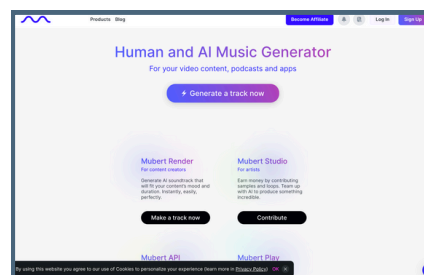 Products Blog
Become Affiliate
Log In
Sign Up
Human and AI Music Generator
For your video content, podcasts and apps
Generate a track now
Mubert Render
For content creators
Generate AI soundtrack that
will fit your content's mood and
duration. Instantly, easily,
perfectly.
Make a track now
Mubert Studio
For artists
Earn money by contributing
samples and loops. Team up
with AI to produce something
incredible.
Contribute
Mubert API
Mubert Play
By using this website you agree to our use of Cookies to personalize your experience (learn more in Privacy Policy) OK